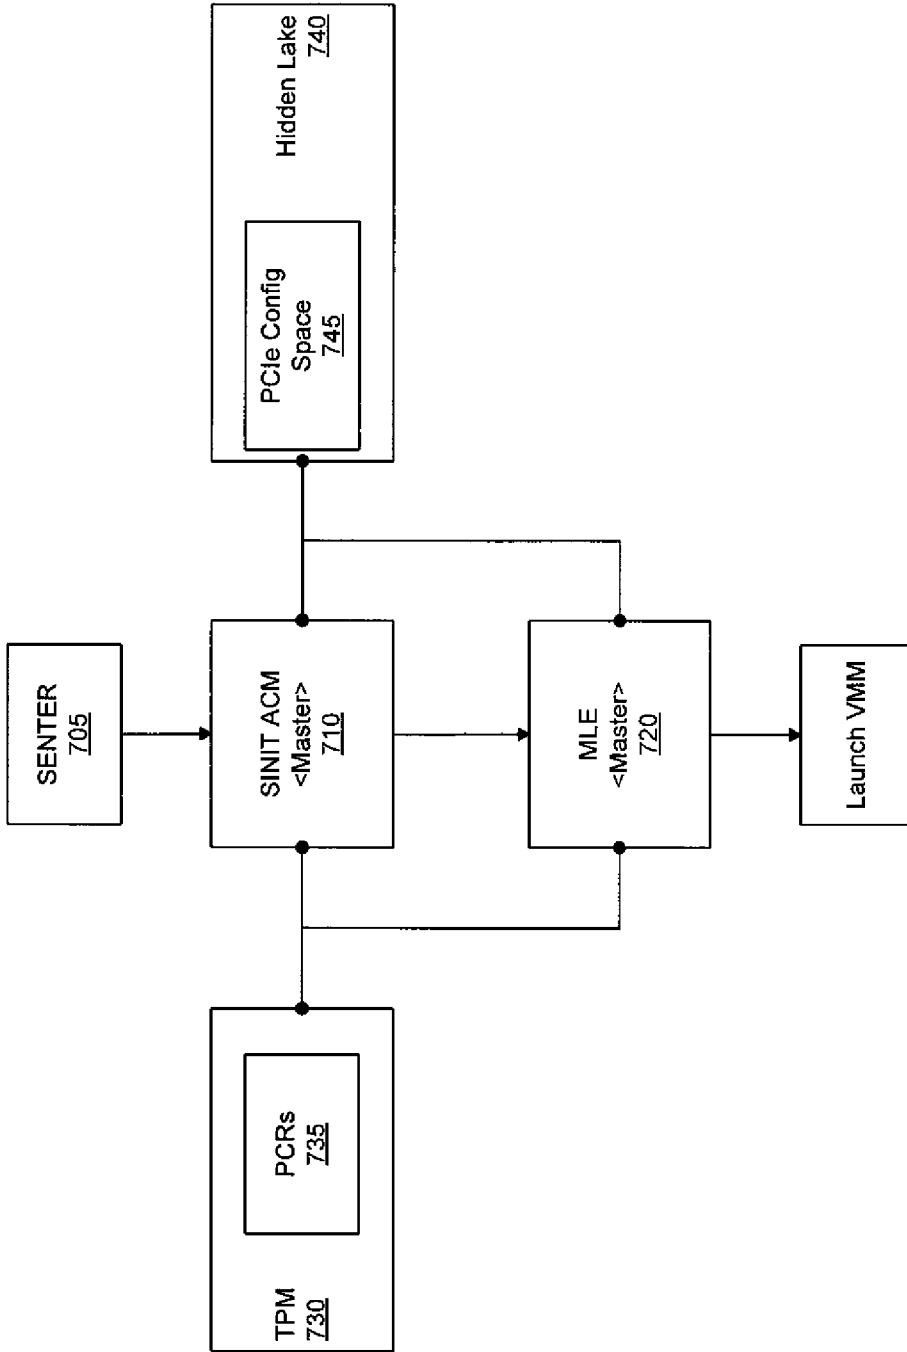 SENTER
705
SINIT ACM
<Master>
710
MLE
<Master>
720
Launch VMM
TPM
730
PCRs
735
PCIe Config
Space
745
Hidden Lake
740